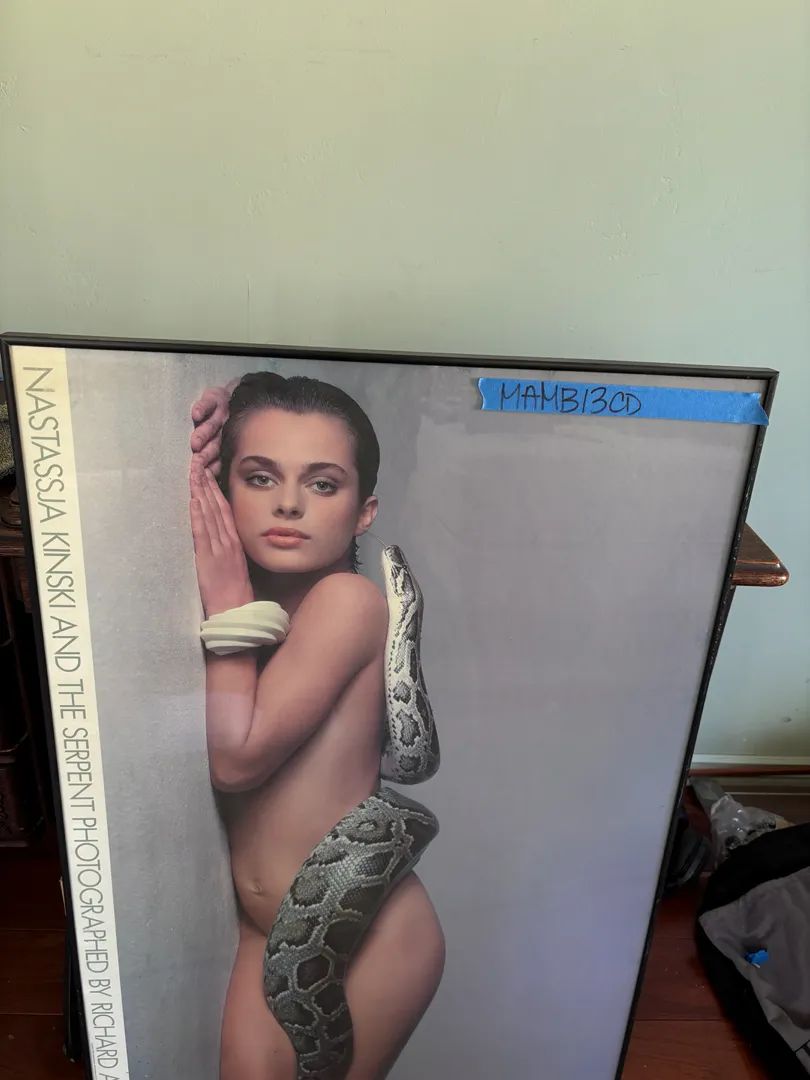 NASTASSJA KINSKI AND THE SERPENT PHOTOGRAPHED BY RICHARD A
MAMB13CD